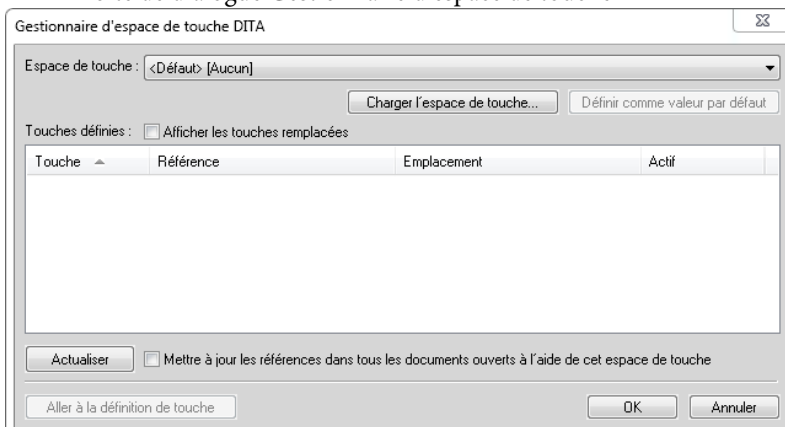 Gestionnaire d'espace de touche DITA
Espace de touche : <Défaut> [Aucun]
Charger l'espace de touche... Définir comme valeur par défaut
Touches définies : Afficher les touches remplacées
Touche Référence Emplacement Actif
Actualiser Mettre à jour les références dans tous les documents ouverts à l'aide de cet espace de touche
Aller à la définition de touche OK Annuler